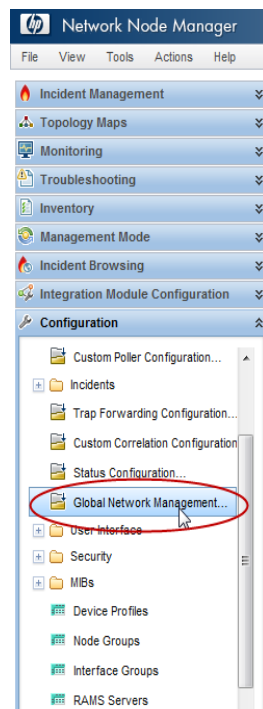 hp Network Node Manager
File View Tools Actions Help
Incident Management
Topology Maps
Monitoring
Troubleshooting
Inventory
Management Mode
Incident Browsing
Integration Module Configuration
Configuration
Custom Poller Configuration...
Incidents
Trap Forwarding Configuration...
Custom Correlation Configuration
Status Configuration...
Global Network Management...
User Interface
Security
MIBs
Device Profiles
Node Groups
Interface Groups
RAMS Servers